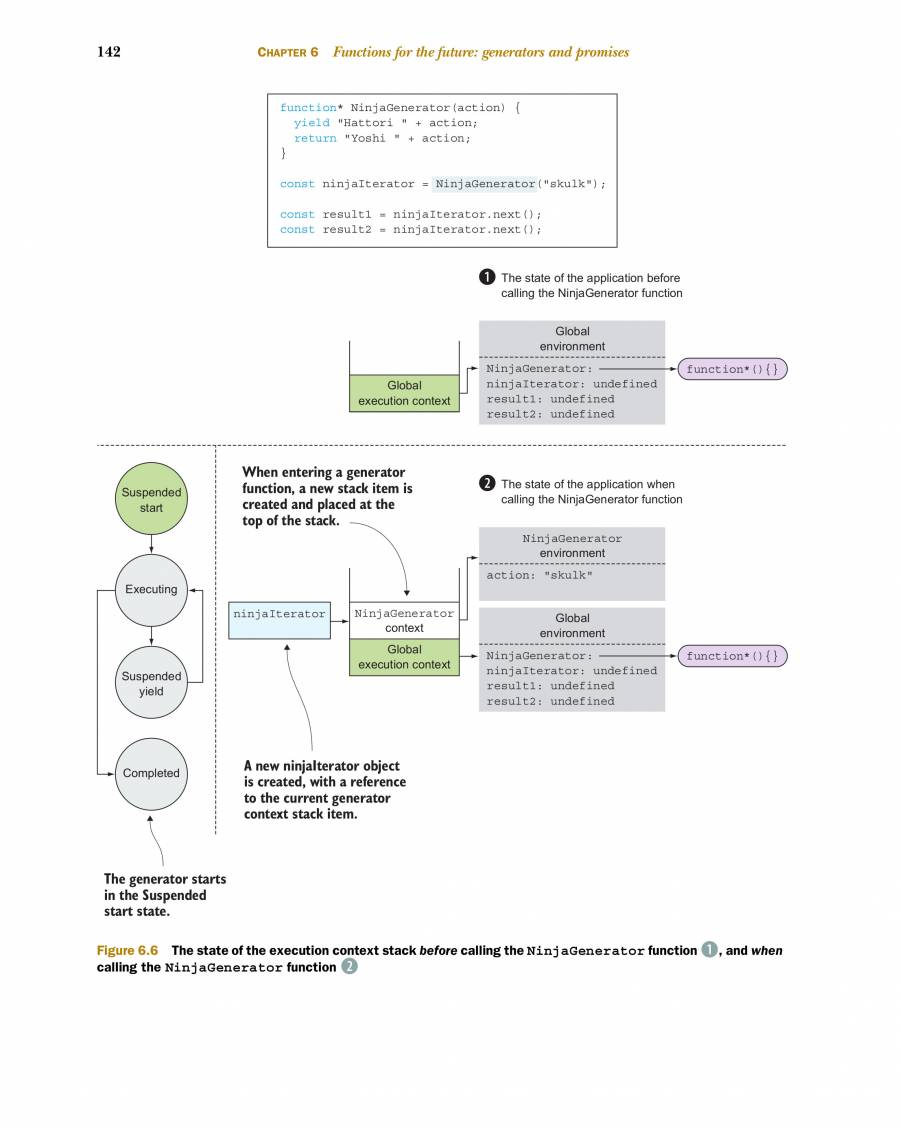 142
CHAPTER 6 Functions for the future: generators and promises
function* NinjaGenerator(action) {
yield "Hattori " + action;
return "Yoshi " + action;
}
const ninjaIterator = NinjaGenerator("skulk");
const result1 = ninjaIterator.next();
const result2 = ninjaIterator.next();
1 The state of the application before
calling the NinjaGenerator function
Global
environment
NinjaGenerator:
ninjaIterator: undefined
result1: undefined
result2: undefined
function*(){}
Global
execution context
Suspended
start
Executing
Suspended
yield
Completed
The generator starts
in the Suspended
start state.
When entering a generator
function, a new stack item is
created and placed at the
top of the stack.
2 The state of the application when
calling the NinjaGenerator function
NinjaGenerator
environment
action: "skulk"
ninjaIterator
NinjaGenerator
context
Global
execution context
Global
environment
NinjaGenerator:
ninjaIterator: undefined
result1: undefined
result2: undefined
function*(){}
A new ninjaIterator object
is created, with a reference
to the current generator
context stack item.
Figure 6.6 The state of the execution context stack before calling the NinjaGenerator function 1, and when
calling the NinjaGenerator function 2